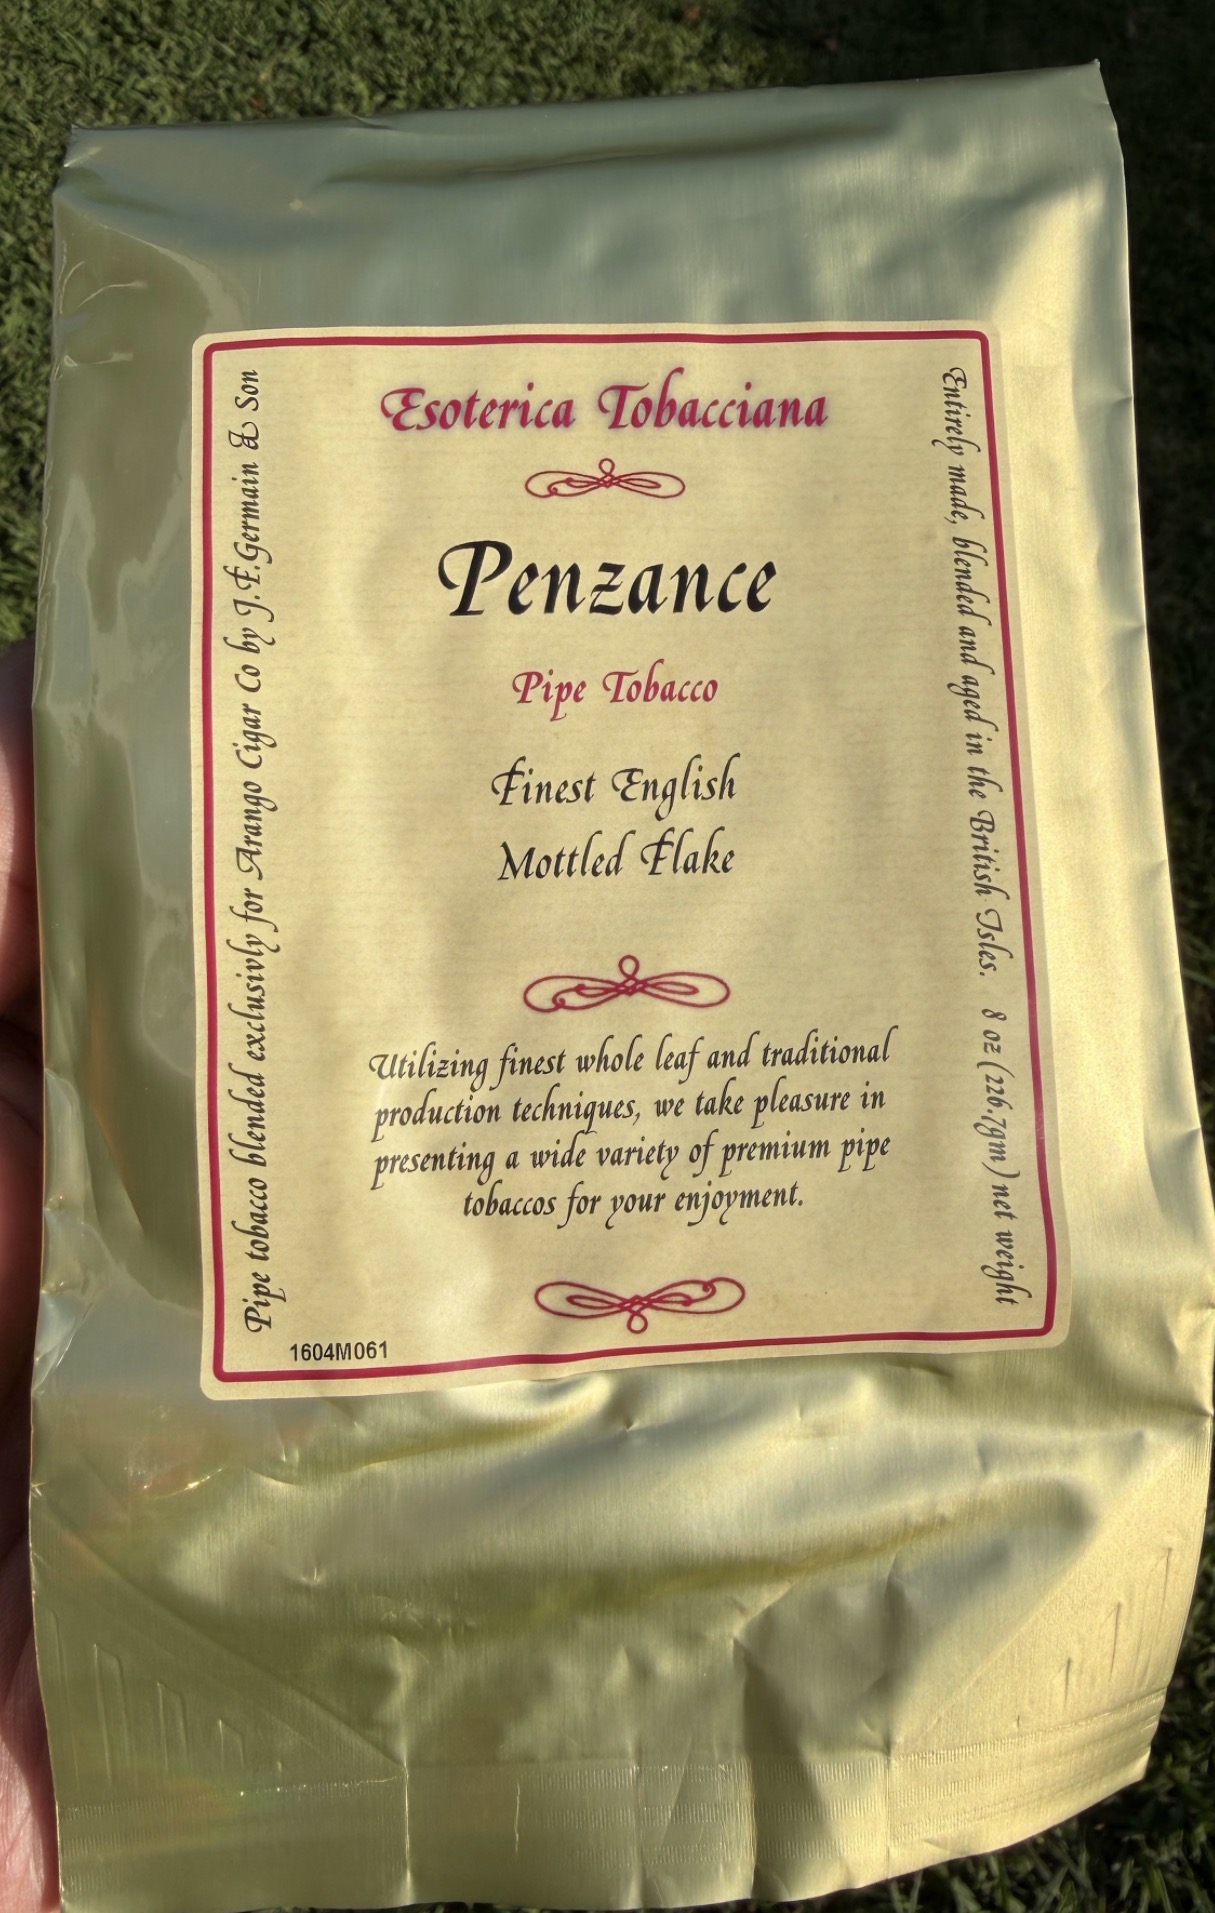 Esoterica Tobacciana
Penzance
Pipe Tobacco
Finest English
Mottled Flake
Utilizing finest whole leaf and traditional
production techniques, we take pleasure in
presenting a wide variety of premium pipe
tobaccos for your enjoyment.
Pipe tobacco blended exclusivly for Arango Cigar Co by J.F.Germain & Son
Entirely made, blended and aged in the British Isles. 8 oz (226.7gm) net weight
1604M061